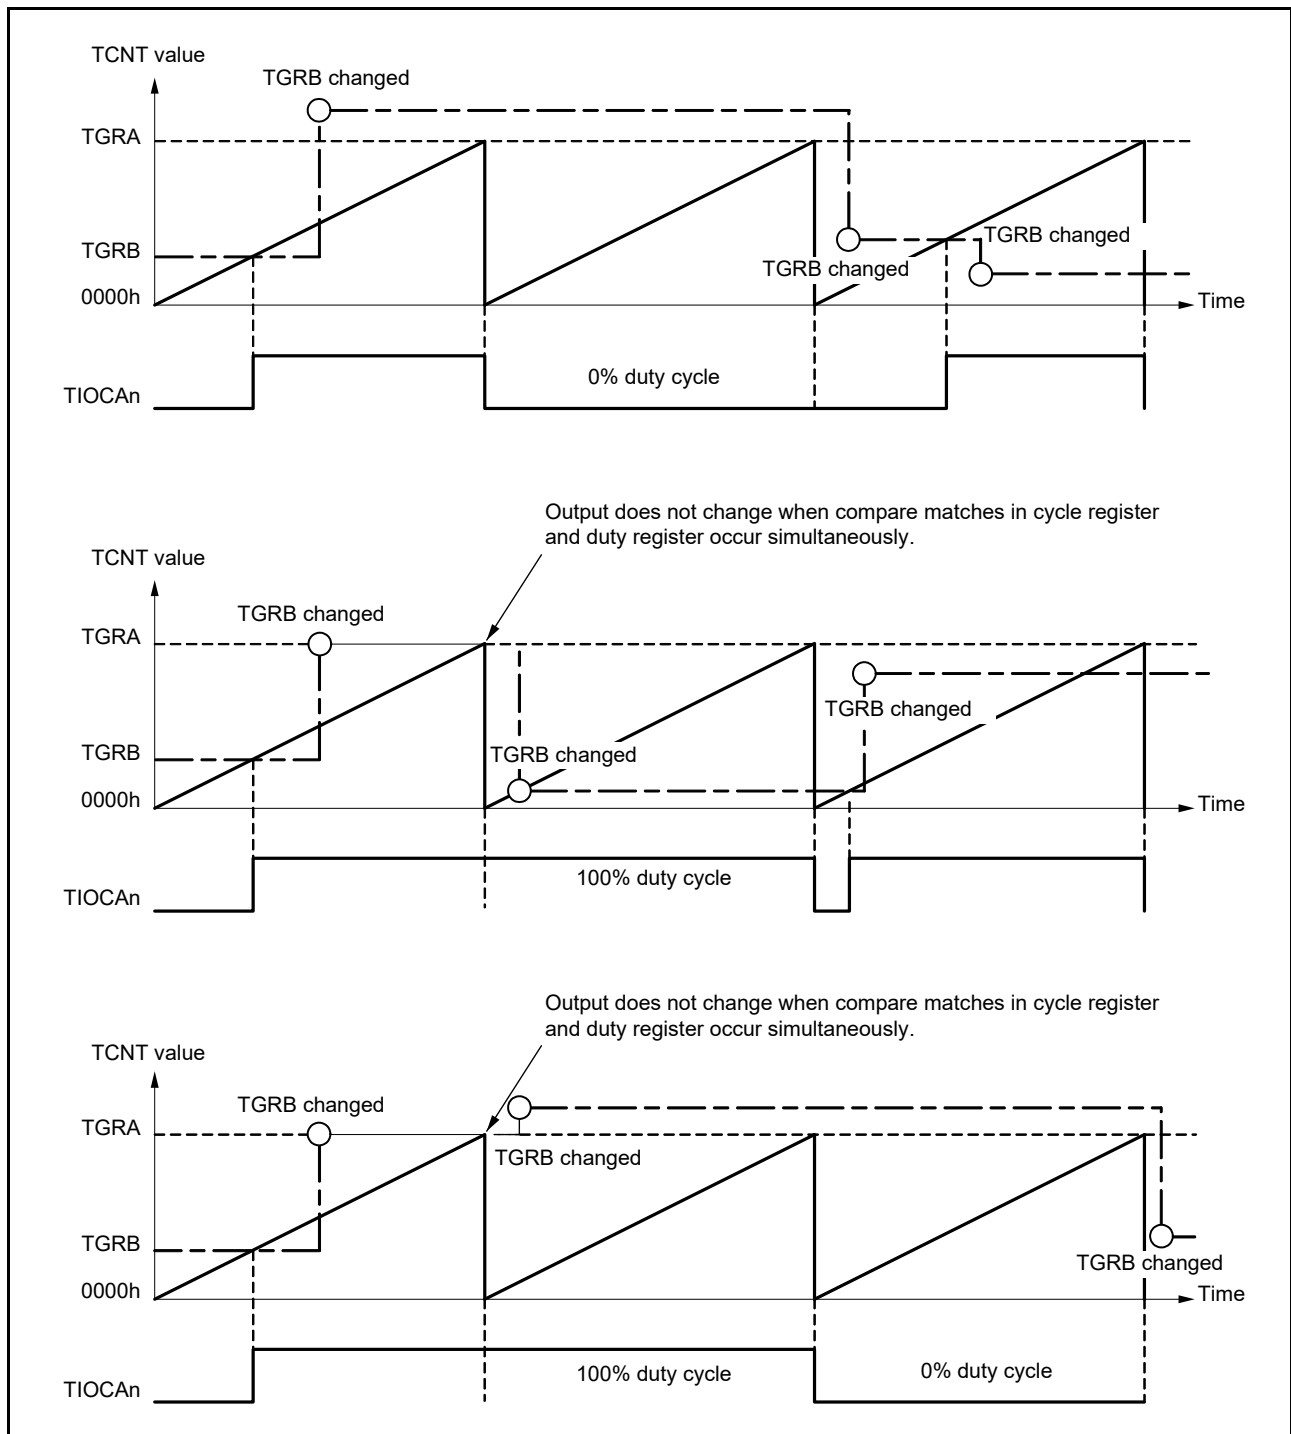 TCNT value
TGRB changed
TGRA
TGRB changed
TGRB
TGRB changed
0000h
Time
0% duty cycle
TIOCAn
Output does not change when compare matches in cycle register
and duty register occur simultaneously.
TCNT value
TGRB changed
TGRA
TGRB changed
TGRB
TGRB changed
0000h
Time
100% duty cycle
TIOCAn
Output does not change when compare matches in cycle register
and duty register occur simultaneously.
TCNT value
TGRB changed
TGRA
TGRB changed
TGRB
TGRB changed
0000h
Time
100% duty cycle
0% duty cycle
TIOCAn